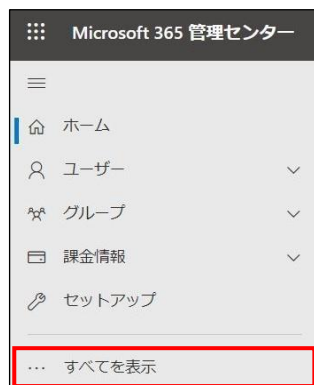 Microsoft 365 管理センター
ホーム
ユーザー
グループ
課金情報
セットアップ
… すべてを表示